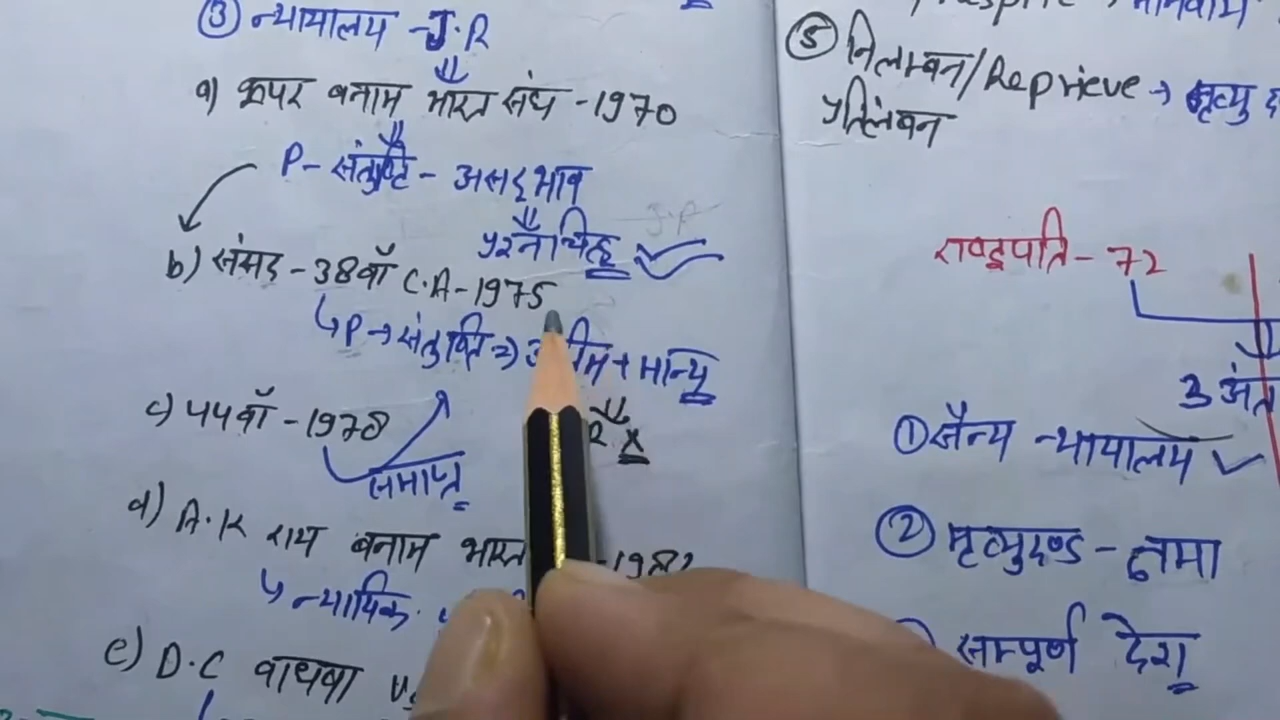 ③ न्यायालय - J.R
a) कूपर बनाम भारत संघ - 1970
P - संतुष्टि - असद्भाव
प्रश्नचिह्न
b) संसद - 38वाँ C.A - 1975
P → संतुष्टि
+ मान्य
c) 44वाँ - 1978
X
समाप्त
d) A.K राय बनाम भारत
न्यायिक
e) D.C वाधवा
⑤ निलम्बन/Reprieve → मृत्यु
प्रतिलंबन
राष्ट्रपति - 72
① सैन्य न्यायालय
② मृत्युदण्ड - क्षमा
सम्पूर्ण देश